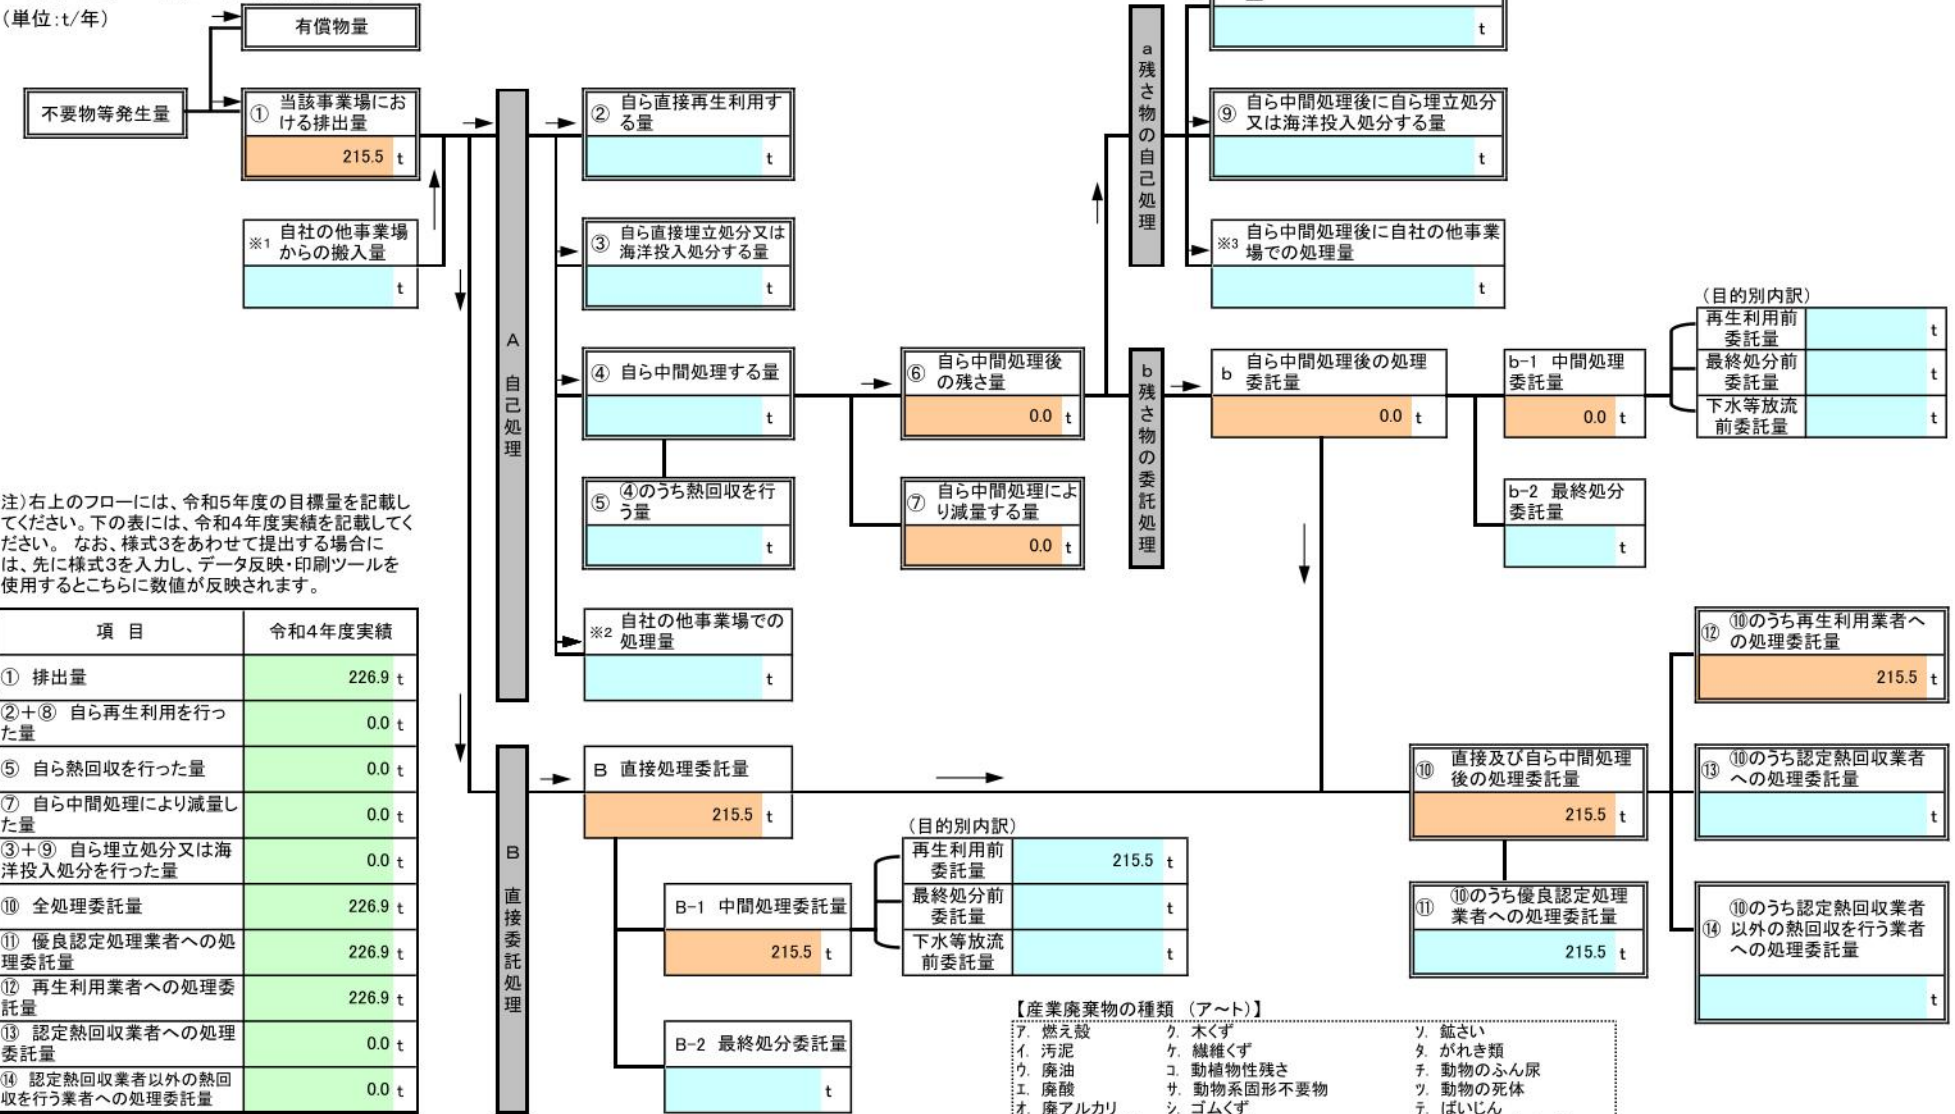 (単位:t/年)
有償物量
不要物等発生量
① 当該事業場にお
ける排出量
215.5 t
※1 自社の他事業場
からの搬入量
t
A 自己処理
② 自ら直接再生利用す
る量
t
③ 自ら直接埋立処分又は
海洋投入処分する量
t
④ 自ら中間処理する量
t
⑤ ④のうち熱回収を行
う量
t
※2 自社の他事業場での
処理量
t
⑥ 自ら中間処理後
の残さ量
0.0 t
⑦ 自ら中間処理によ
り減量する量
0.0 t
a 残さ物の自己処理
t
⑨ 自ら中間処理後に自ら埋立処分
又は海洋投入処分する量
t
※3 自ら中間処理後に自社の他事業
場での処理量
t
b 残さ物の委託処理
b 自ら中間処理後の処理
委託量
0.0 t
b-1 中間処理
委託量
0.0 t
(目的別内訳)
再生利用前
委託量
t
最終処分前
委託量
t
下水等放流
前委託量
t
b-2 最終処分
委託量
t
注)右上のフローには、令和5年度の目標量を記載し
てください。下の表には、令和4年度実績を記載してく
ださい。 なお、様式3をあわせて提出する場合に
は、先に様式3を入力し、データ反映・印刷ツールを
使用するとこちらに数値が反映されます。
項 目 令和4年度実績
① 排出量 226.9 t
②+⑧ 自ら再生利用を行っ
た量 0.0 t
⑤ 自ら熱回収を行った量 0.0 t
⑦ 自ら中間処理により減量し
た量 0.0 t
③+⑨ 自ら埋立処分又は海
洋投入処分を行った量 0.0 t
⑩ 全処理委託量 226.9 t
⑪ 優良認定処理業者への処
理委託量 226.9 t
⑫ 再生利用業者への処理委
託量 226.9 t
⑬ 認定熱回収業者への処理
委託量 0.0 t
⑭ 認定熱回収業者以外の熱回
収を行う業者への処理委託量 0.0 t
B 直接委託処理
B 直接処理委託量
215.5 t
B-1 中間処理委託量
215.5 t
(目的別内訳)
再生利用前
委託量
215.5 t
最終処分前
委託量
t
下水等放流
前委託量
t
B-2 最終処分委託量
t
⑩ 直接及び自ら中間処理
後の処理委託量
215.5 t
⑪ ⑩のうち優良認定処理
業者への処理委託量
215.5 t
⑫ ⑩のうち再生利用業者へ
の処理委託量
215.5 t
⑬ ⑩のうち認定熱回収業者
への処理委託量
t
⑭ ⑩のうち認定熱回収業者
以外の熱回収を行う業者
への処理委託量
t
【産業廃棄物の種類 (ア~ト)】
ア. 燃え殻 ク. 木くず ソ. 鉱さい
イ. 汚泥 ケ. 繊維くず タ. がれき類
ウ. 廃油 コ. 動植物性残さ チ. 動物のふん尿
エ. 廃酸 サ. 動物系固形不要物 ツ. 動物の死体
オ. 廃アルカリ シ. ゴムくず テ. ばいじん